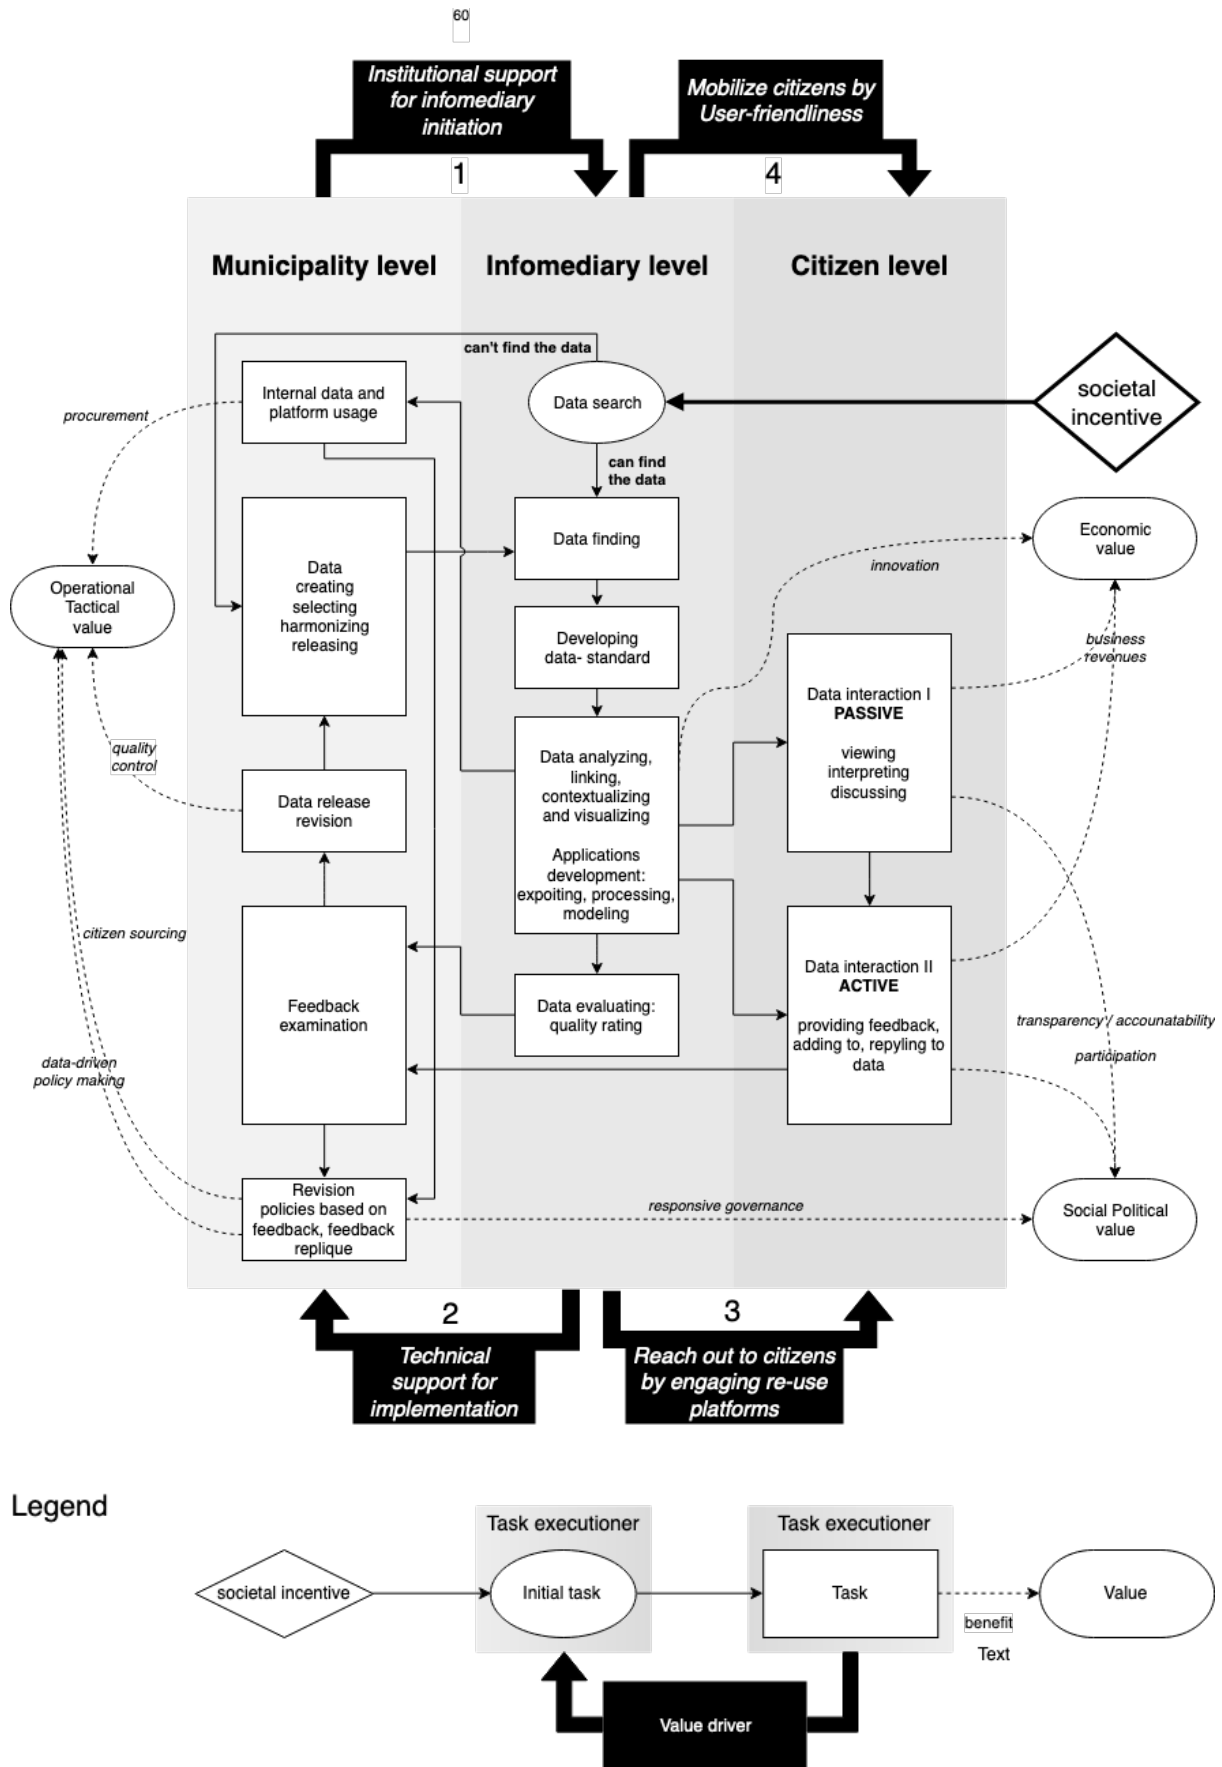 60
Institutional support
for infomediary
initiation
Mobilize citizens by
User-friendliness
1
4
Municipality level
Infomediary level
Citizen level
can't find the data
Internal data and
platform usage
Data search
societal
incentive
procurement
can find
the data
Data
creating
selecting
harmonizing
releasing
Data finding
Economic
value
innovation
Operational
Tactical
value
Developing
data- standard
business
revenues
Data interaction I
PASSIVE
viewing
interpreting
discussing
quality
control
Data release
revision
Data analyzing,
linking,
contextualizing
and visualizing
Applications
development:
expoiting, processing,
modeling
citizen sourcing
Feedback
examination
Data evaluating:
quality rating
Data interaction II
ACTIVE
providing feedback,
adding to, repyling to
data
transparency / accounatability
participation
data-driven
policy making
Revision
policies based on
feedback, feedback
replique
responsive governance
Social Political
value
2
3
Technical
support for
implementation
Reach out to citizens
by engaging re-use
platforms
Legend
Task executioner
Task executioner
societal incentive
Initial task
Task
Value
benefit
Text
Value driver